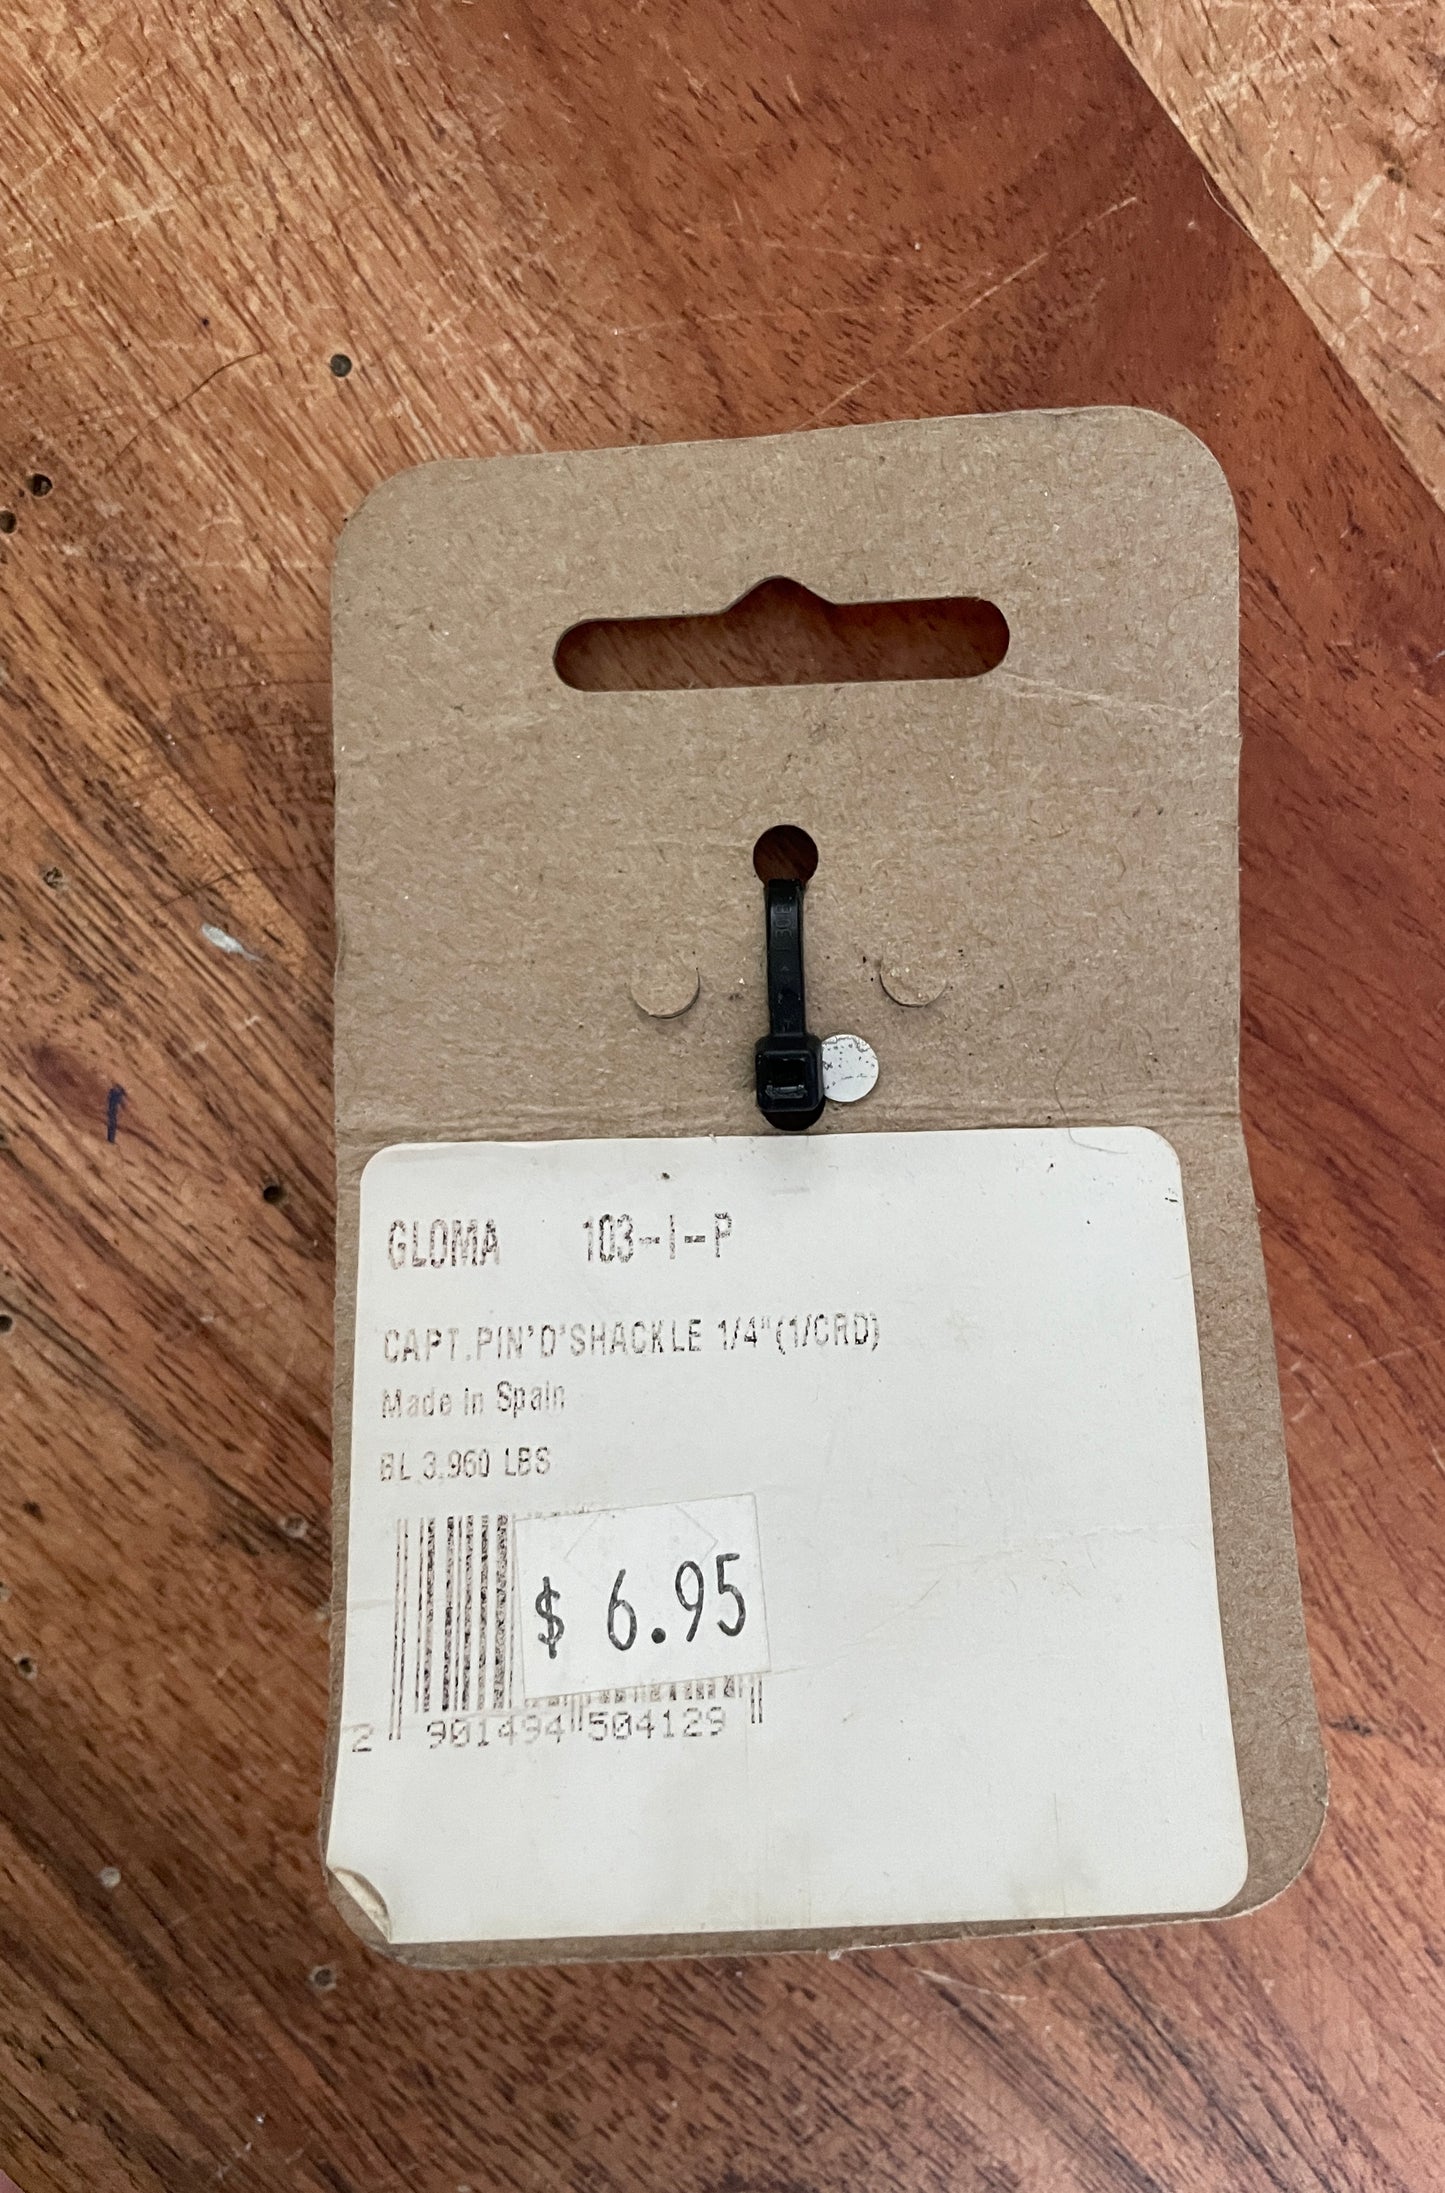 GLOMA 103-I-P
CAPT.PIN'D'SHACKLE 1/4"(1/CRD)
Made in Spain
BL 3,960 LBS
$ 6.95
2 901494 504129